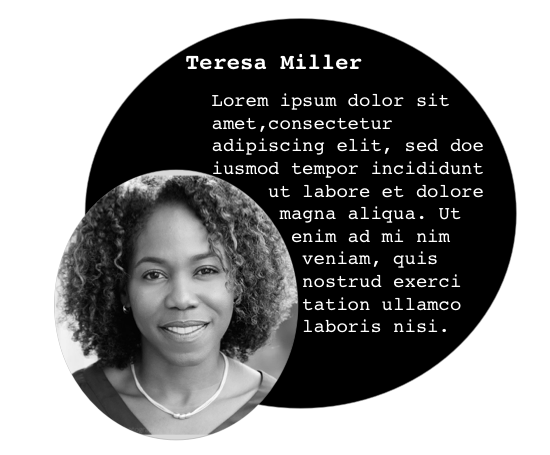 Teresa Miller
Lorem ipsum dolor sit
amet,consectetur
adipiscing elit, sed doe
iusmod tempor incididunt
ut labore et dolore
magna aliqua. Ut
enim ad mi nim
veniam, quis
nostrud exerci
tation ullamco
laboris nisi.